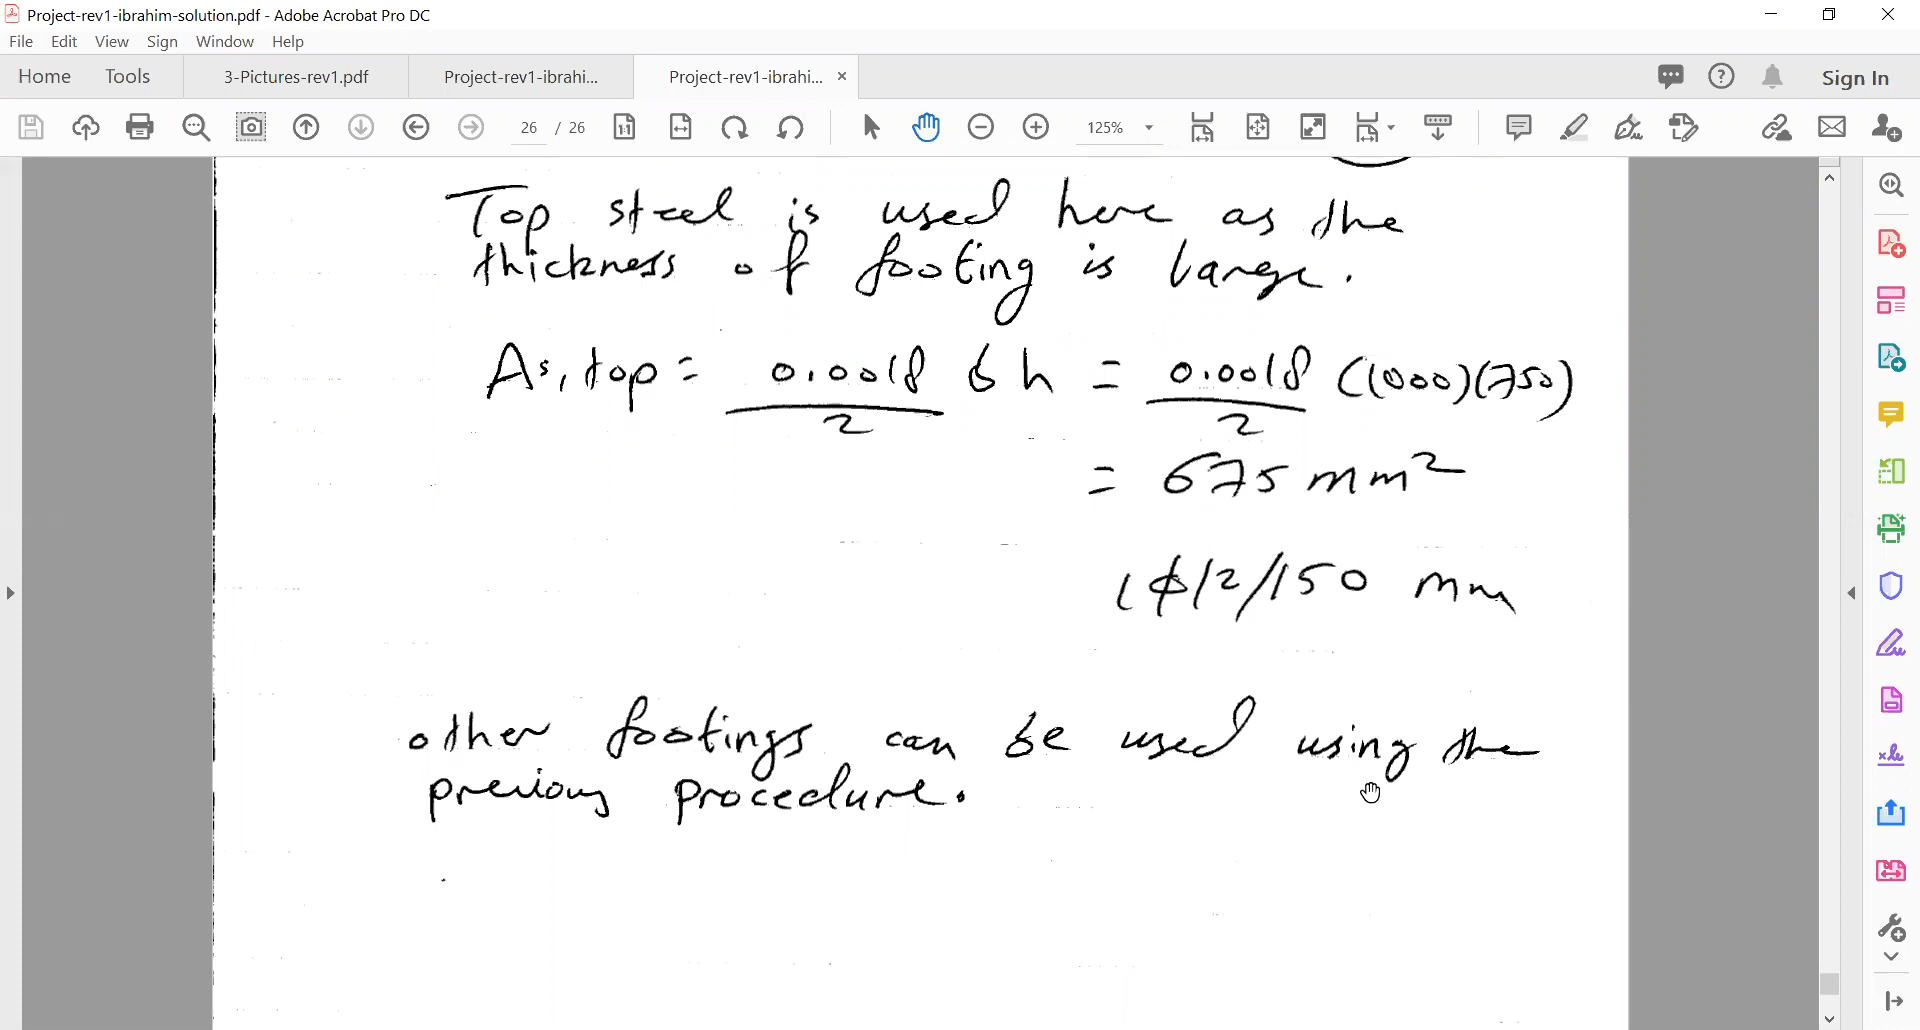 Project-rev1-ibrahim-solution.pdf - Adobe Acrobat Pro DC
File Edit View Sign Window Help
Home Tools 3-Pictures-rev1.pdf Project-rev1-ibrahi... Project-rev1-ibrahi... × Sign In
26 / 26 125%
Top steel is used here as the
thickness of footing is large.
As,top = 0.0018/2 b h = 0.0018/2 (1000)(750)
= 675 mm²
1ϕ12/150 mm
other footings can be used using the
previous procedure.